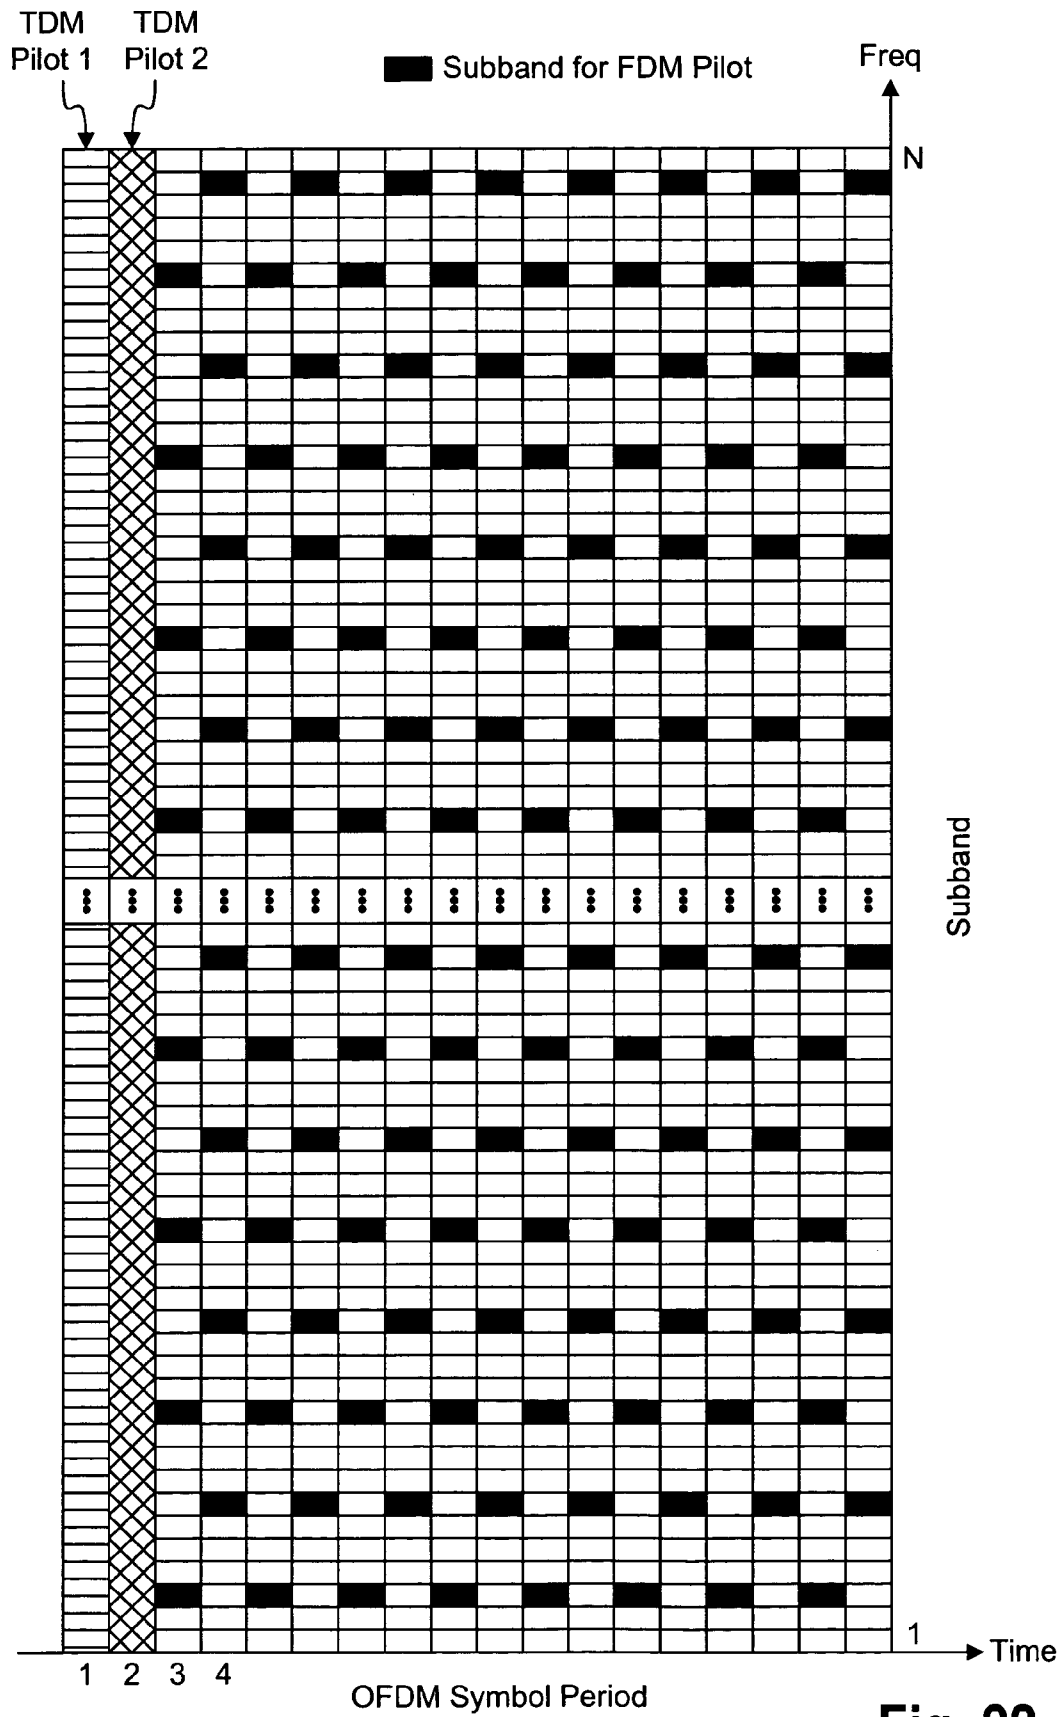 TDM
Pilot 1
TDM
Pilot 2
Subband for FDM Pilot
Freq
N
Subband
1
Time
1 2 3 4
OFDM Symbol Period